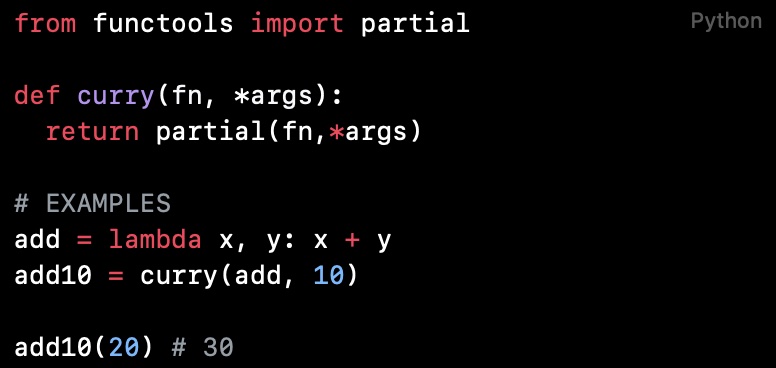 from functools import partial
Python
def curry(fn, *args):
  return partial(fn,*args)
# EXAMPLES
add = lambda x, y: x + y
add10 = curry(add, 10)
add10(20) # 30